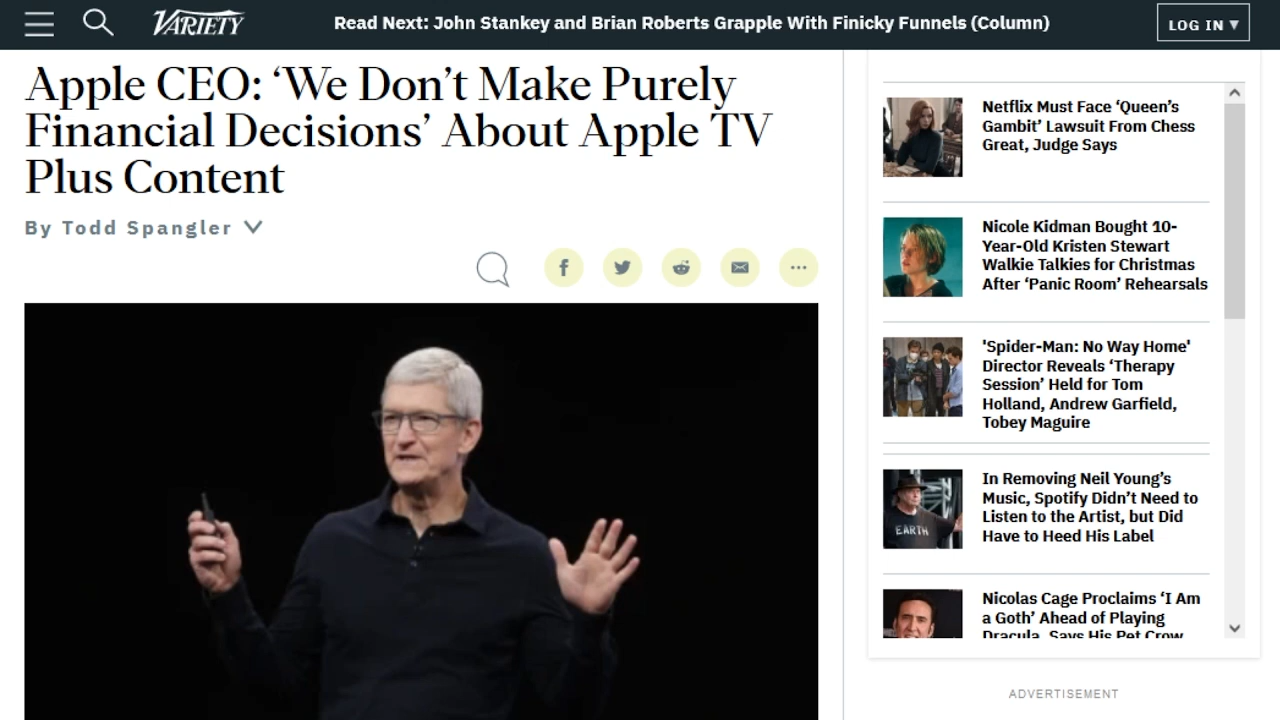 VARIETY
Read Next: John Stankey and Brian Roberts Grapple With Finicky Funnels (Column)
LOG IN ▼
Apple CEO: ‘We Don’t Make Purely
Financial Decisions’ About Apple TV
Plus Content
By Todd Spangler
Netflix Must Face ‘Queen’s
Gambit’ Lawsuit From Chess
Great, Judge Says
Nicole Kidman Bought 10-
Year-Old Kristen Stewart
Walkie Talkies for Christmas
After ‘Panic Room’ Rehearsals
'Spider-Man: No Way Home'
Director Reveals ‘Therapy
Session’ Held for Tom
Holland, Andrew Garfield,
Tobey Maguire
In Removing Neil Young’s
Music, Spotify Didn’t Need to
Listen to the Artist, but Did
Have to Heed His Label
EARTH
Nicolas Cage Proclaims ‘I Am
a Goth’ Ahead of Playing
Dracula, Says His Pet Crow
ADVERTISEMENT